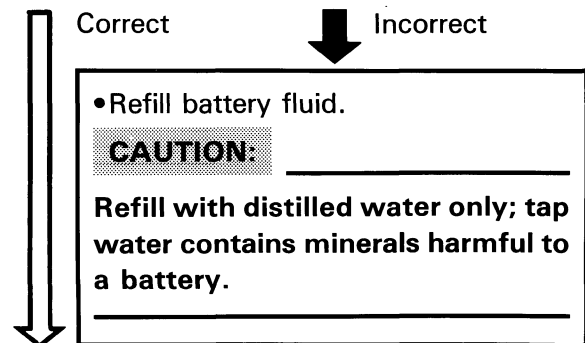 Correct
Incorrect
•Refill battery fluid.
CAUTION:
Refill with distilled water only; tap
water contains minerals harmful to
a battery.